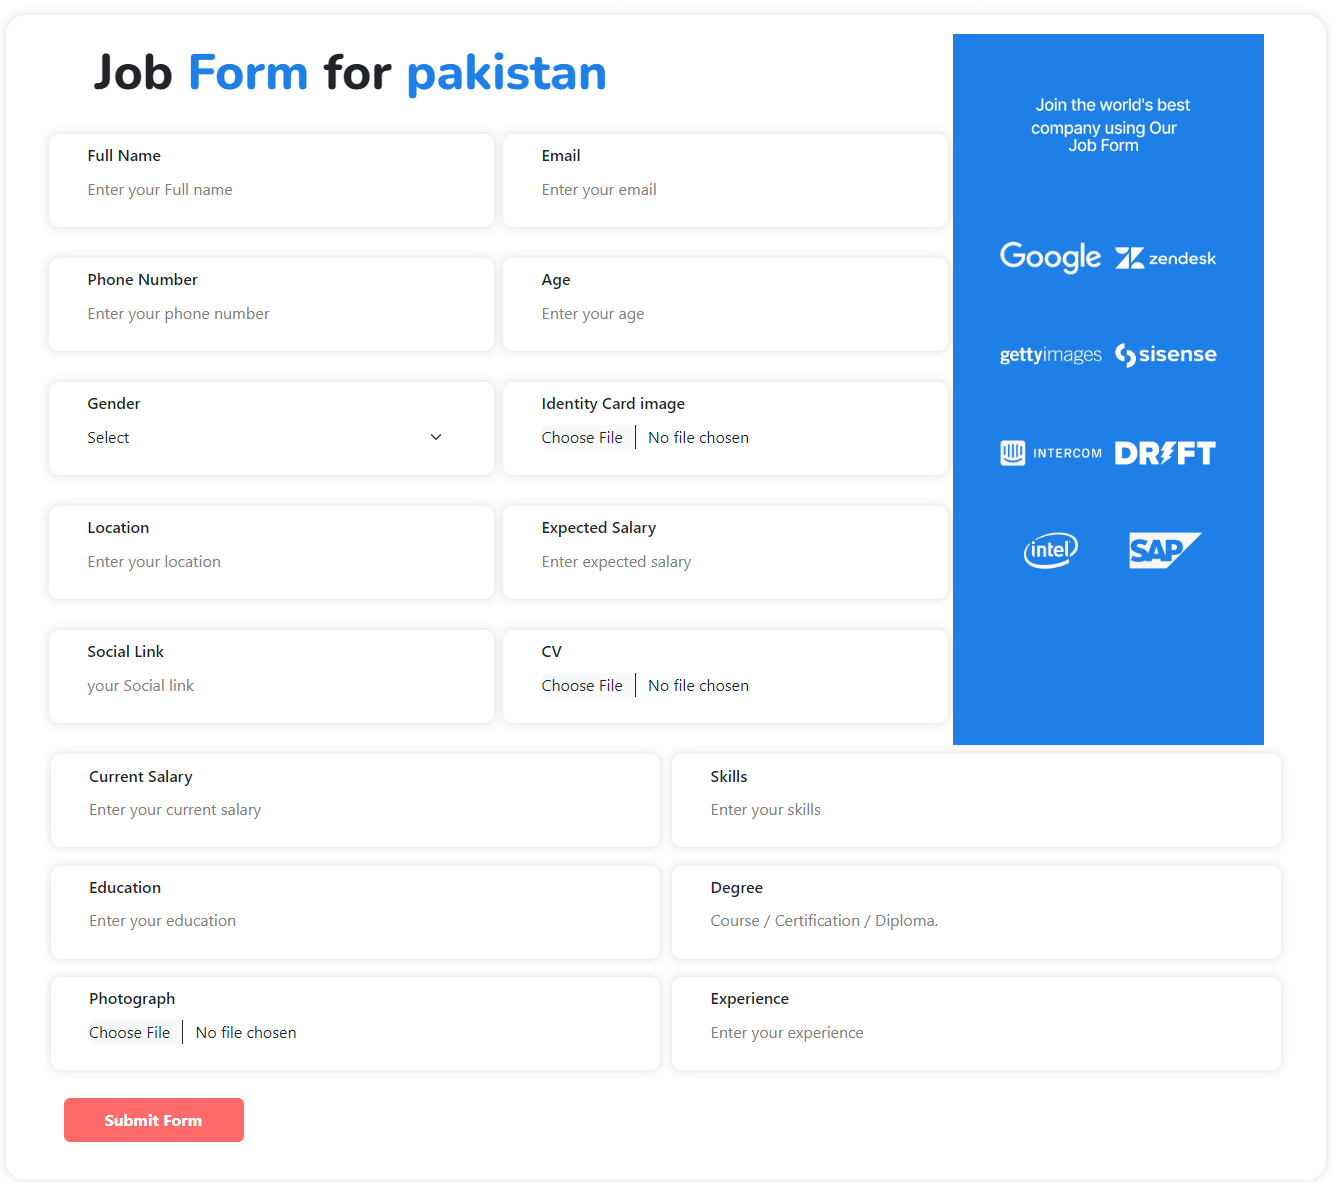 Job Form for pakistan
Full Name
Enter your Full name
Email
Enter your email
Phone Number
Enter your phone number
Age
Enter your age
Gender
Select
Identity Card image
Choose File No file chosen
Location
Enter your location
Expected Salary
Enter expected salary
Social Link
your Social link
CV
Choose File No file chosen
Join the world's best
company using Our
Job Form
Google zendesk
gettyimages sisense
INTERCOM DRIFT
intel SAP
Current Salary
Enter your current salary
Skills
Enter your skills
Education
Enter your education
Degree
Course / Certification / Diploma.
Photograph
Choose File No file chosen
Experience
Enter your experience
Submit Form